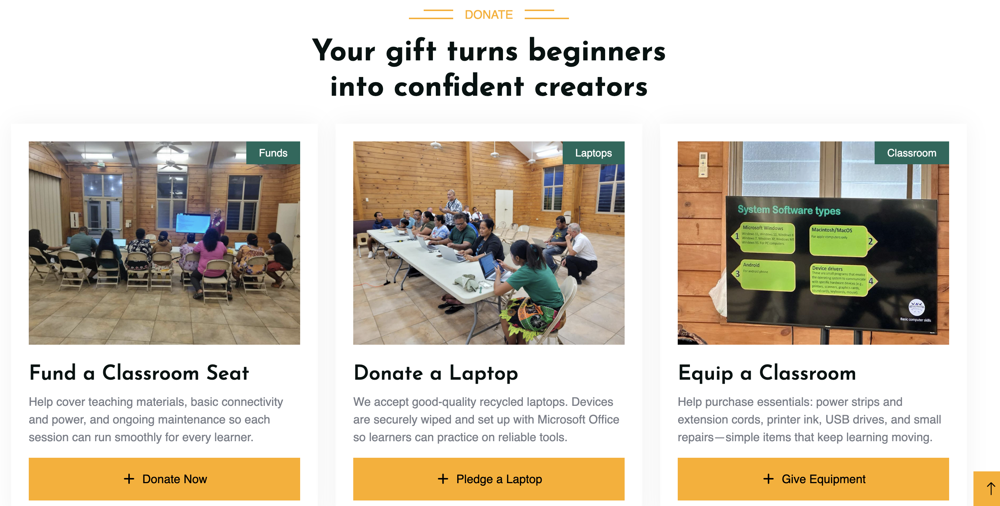 DONATE
Your gift turns beginners
into confident creators
Funds
EXIT
Fund a Classroom Seat
Help cover teaching materials, basic connectivity
and power, and ongoing maintenance so each
session can run smoothly for every learner.
+ Donate Now
Laptops
Donate a Laptop
We accept good-quality recycled laptops. Devices
are securely wiped and set up with Microsoft Office
so learners can practice on reliable tools.
+ Pledge a Laptop
Classroom
System Software types
1
Microsoft Windows
Windows 11, Windows 10, Windows 8
Windows 7, Windows XP, Windows ME
Windows 95. For PC computers.
Macintosh/MacOS
For apple computers only
2
3
Android
For android phone
Device drivers
These are small programs that enable
the operating system to communicate
with specific hardware devices (e.g.,
printers, scanners, graphics cards,
sound cards, keyboards, mouse).
4
Basic computer skills
Equip a Classroom
Help purchase essentials: power strips and
extension cords, printer ink, USB drives, and small
repairs—simple items that keep learning moving.
+ Give Equipment